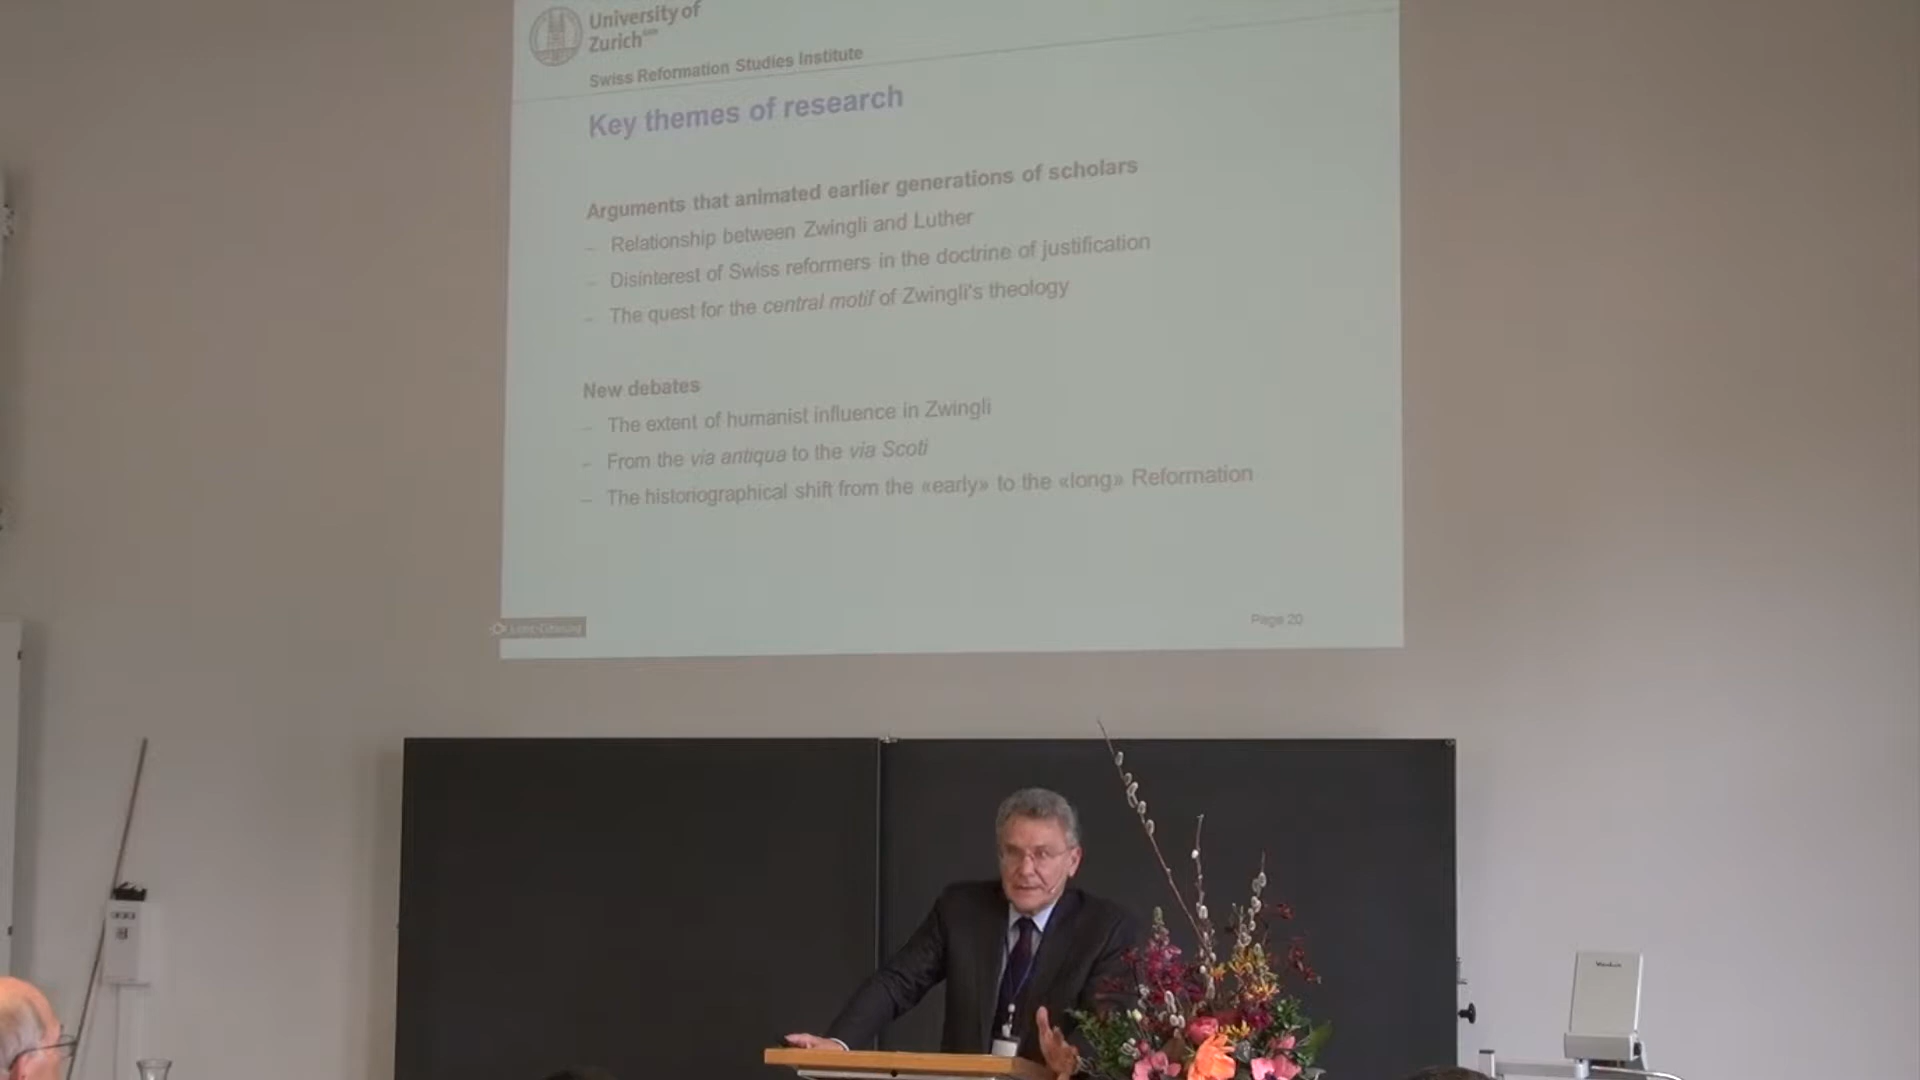 University of
Zurich
Swiss Reformation Studies Institute
Key themes of research
Arguments that animated earlier generations of scholars
– Relationship between Zwingli and Luther
– Disinterest of Swiss reformers in the doctrine of justification
– The quest for the central motif of Zwingli's theology
New debates
– The extent of humanist influence in Zwingli
– From the via antiqua to the via Scoti
– The historiographical shift from the «early» to the «long» Reformation
Page 20